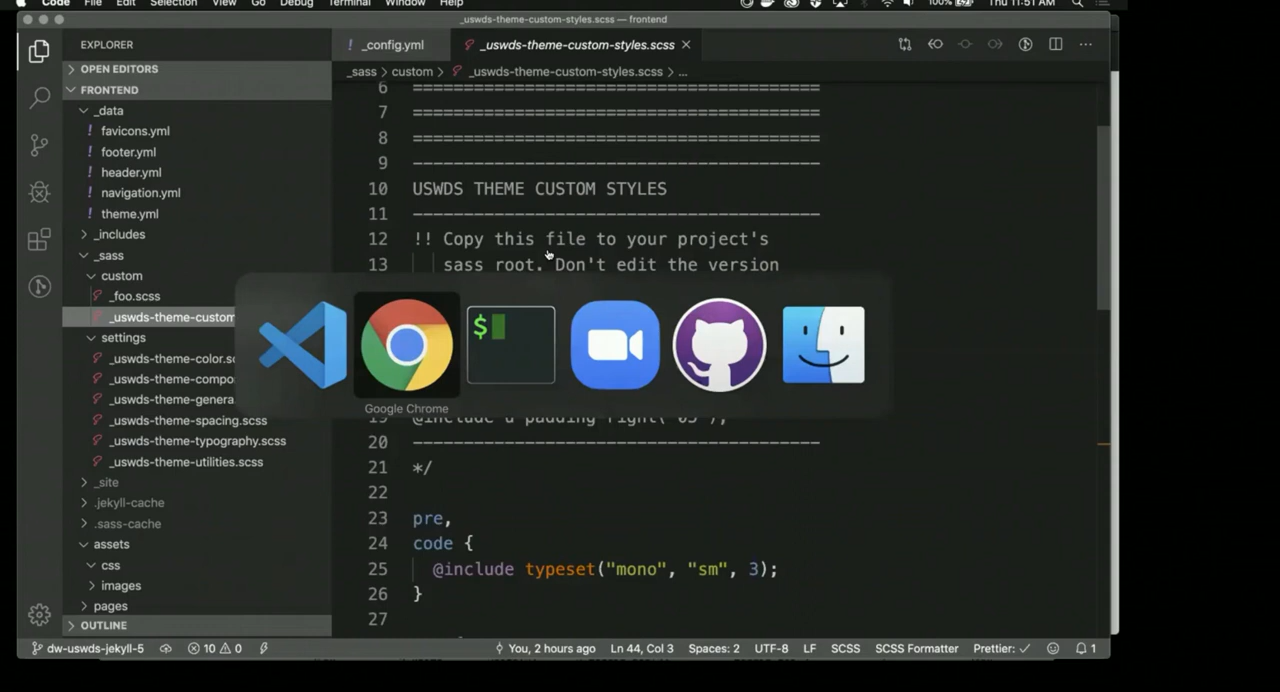 Code File Edit Selection View Go Debug Terminal Window Help 100% Thu 11:51 AM
_uswds-theme-custom-styles.scss — frontend
EXPLORER
OPEN EDITORS
FRONTEND
_data
favicons.yml
footer.yml
header.yml
navigation.yml
theme.yml
_includes
_sass
custom
_foo.scss
_uswds-theme-custom
settings
_uswds-theme-color.sc
_uswds-theme-compo
_uswds-theme-genera
_uswds-theme-spacing.scss
_uswds-theme-typography.scss
_uswds-theme-utilities.scss
_site
.jekyll-cache
.sass-cache
assets
css
images
pages
OUTLINE
! _config.yml _uswds-theme-custom-styles.scss ×
_sass > custom > _uswds-theme-custom-styles.scss > ...
6 ========================================
7 ========================================
8 ========================================
9 ----------------------------------------
10 USWDS THEME CUSTOM STYLES
11 ----------------------------------------
12 !! Copy this file to your project's
13 sass root. Don't edit the version
$
Google Chrome
19 @include u-padding-right('05');
20 ----------------------------------------
21 */
22
23 pre,
24 code {
25 @include typeset("mono", "sm", 3);
26 }
27
dw-uswds-jekyll-5 10 0 You, 2 hours ago Ln 44, Col 3 Spaces: 2 UTF-8 LF SCSS SCSS Formatter Prettier: ✓ 1